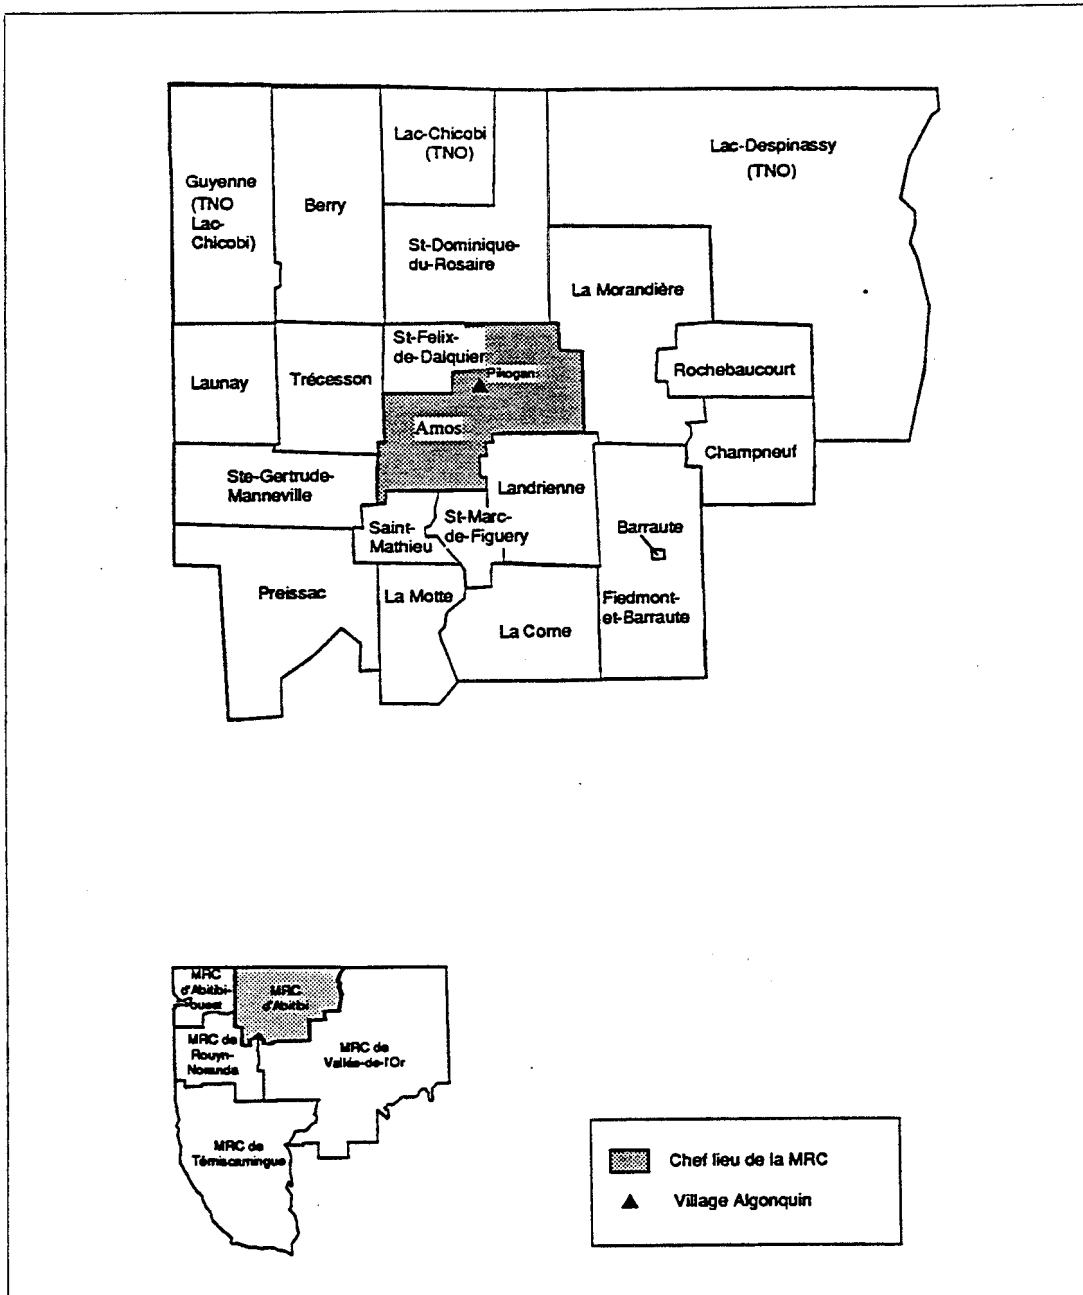 Lac-Chicobi
(TNO)
Lac-Despinassy
(TNO)
Guyenne
(TNO
Lac-
Chicobi)
Berry
St-Dominique-
du-Rosaire
La Morandière
St-Felix-
de-Dalquier
Pikogan
Launay
Trécesson
Rochebaucourt
Amos
Champneuf
Ste-Gertrude-
Manneville
Landrienne
Saint-
Mathieu
St-Marc-
de-Figuery
Barraute
Preissac
La Motte
Fiedmont-
et-Barraute
La Corne
MRC
d'Abitibi-
ouest
MRC
d'Abitibi
MRC de
Rouyn-
Noranda
MRC de
Vallée-de-l'Or
MRC de
Témiscamingue
Chef lieu de la MRC
Village Algonquin